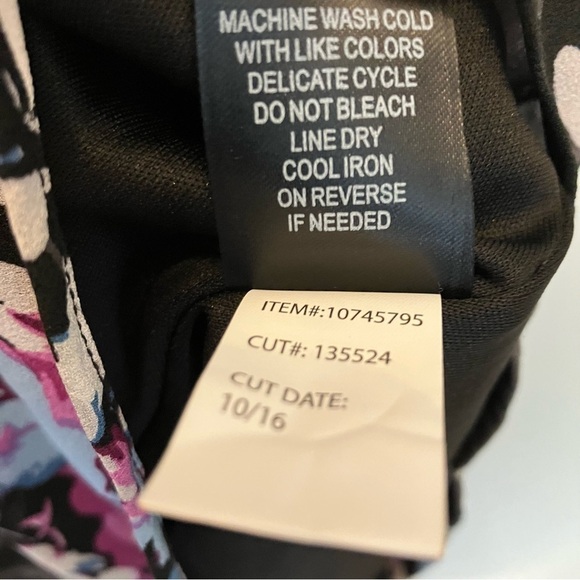 MACHINE WASH COLD
WITH LIKE COLORS
DELICATE CYCLE
DO NOT BLEACH
LINE DRY
COOL IRON
ON REVERSE
IF NEEDED
ITEM#:10745795
CUT#: 135524
CUT DATE:
10/16